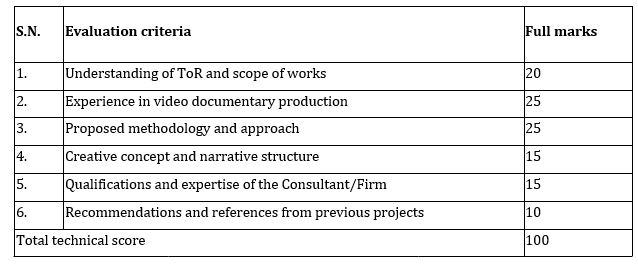 S.N. Evaluation criteria Full marks
1. Understanding of ToR and scope of works 20
2. Experience in video documentary production 25
3. Proposed methodology and approach 25
4. Creative concept and narrative structure 15
5. Qualifications and expertise of the Consultant/Firm 15
6. Recommendations and references from previous projects 10
Total technical score 100